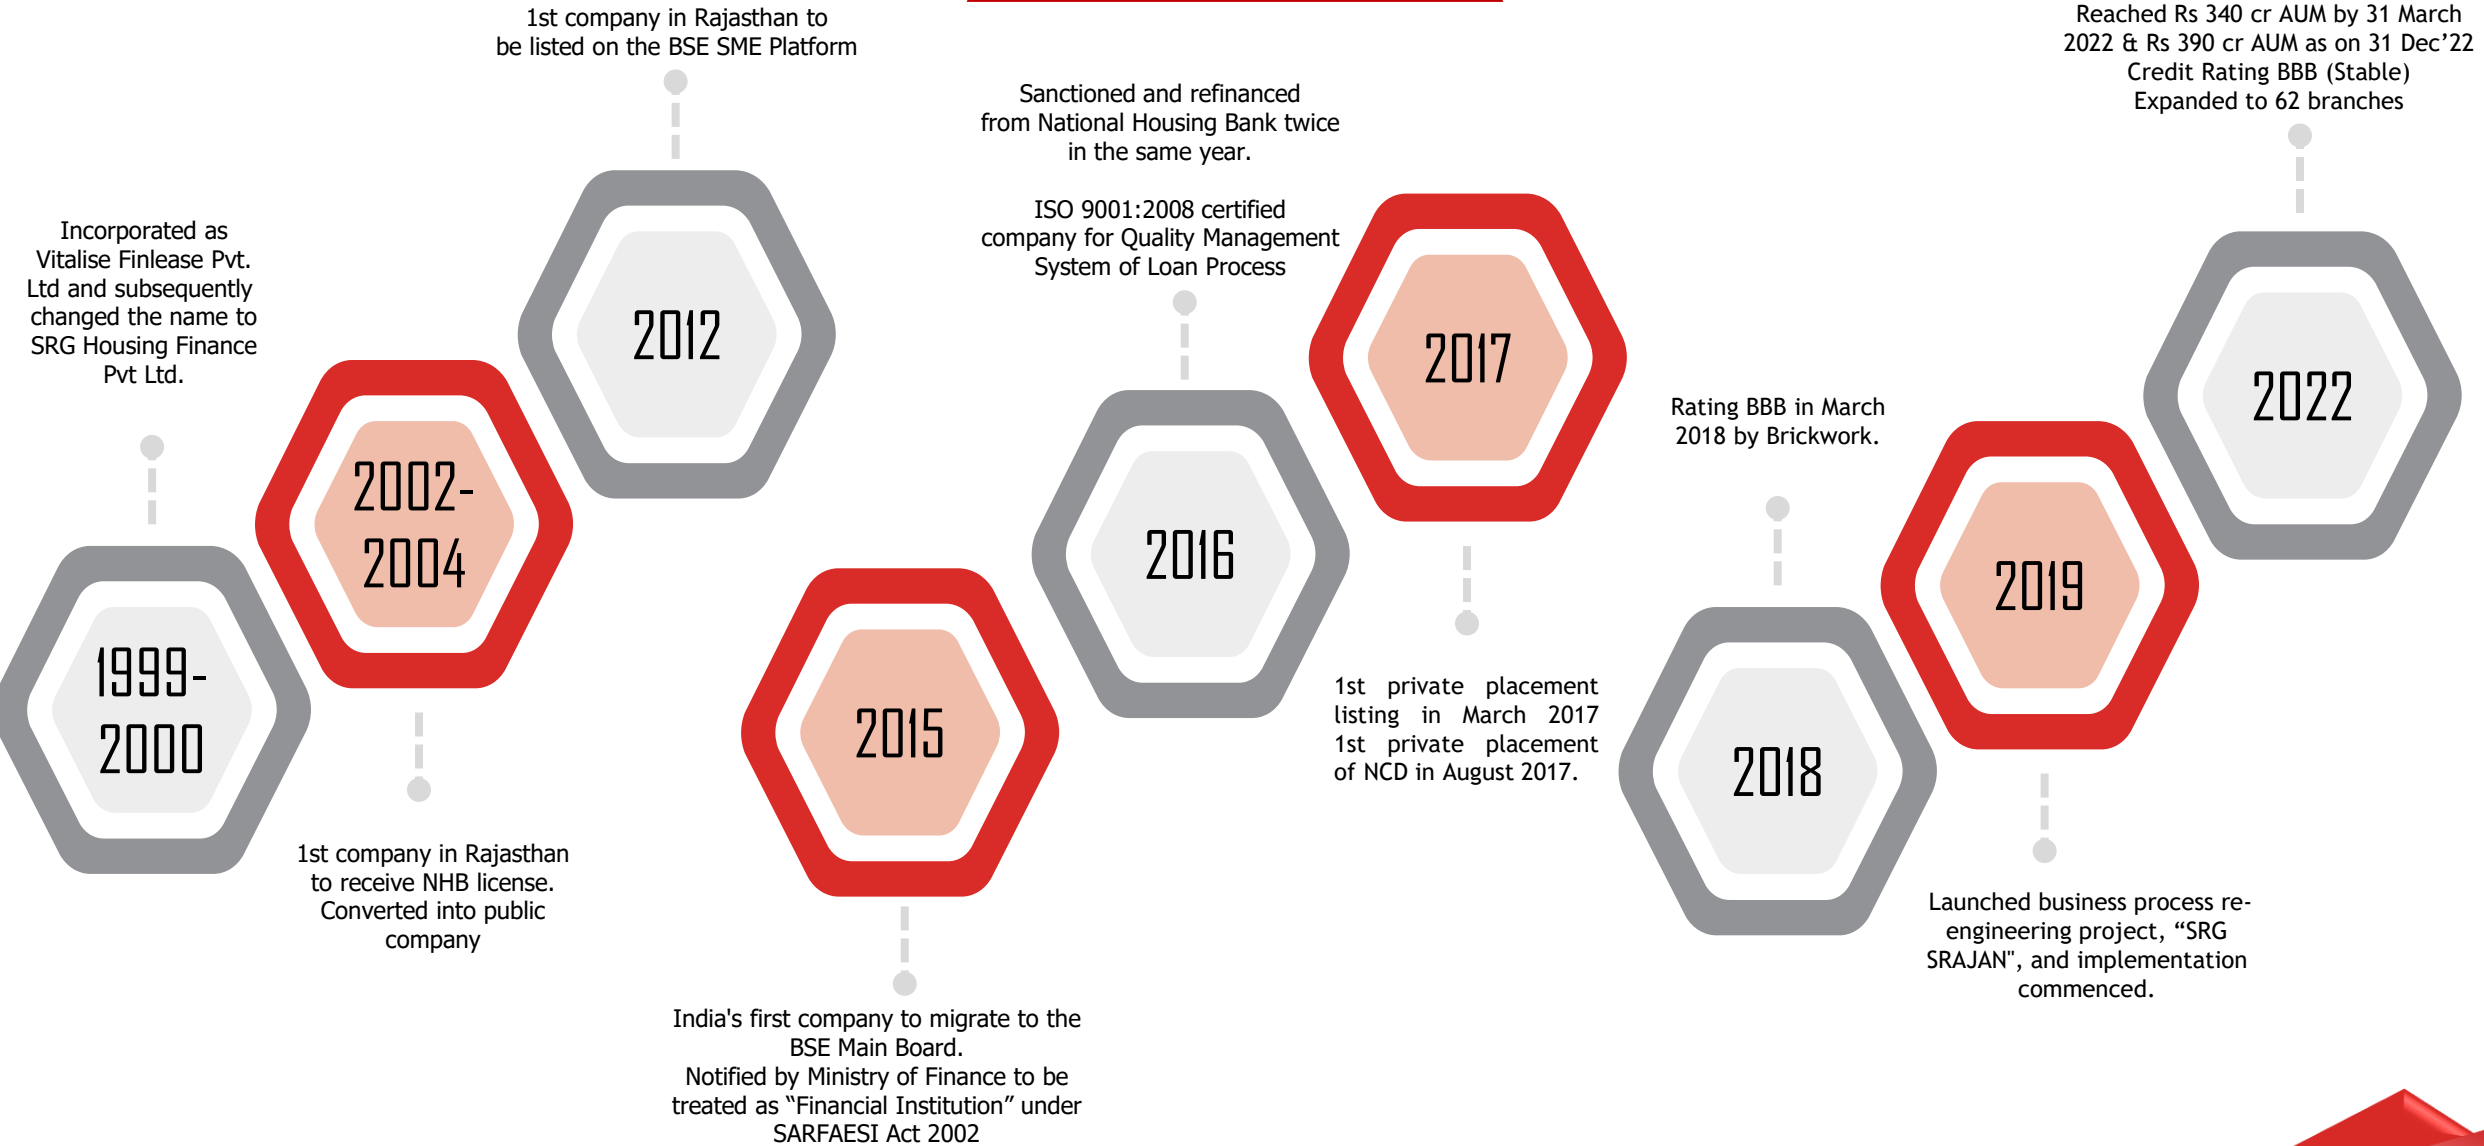 Incorporated as
Vitalise Finlease Pvt.
Ltd and subsequently
changed the name to
SRG Housing Finance
Pvt Ltd.
1999-
2000
2002-
2004
1st company in Rajasthan
to receive NHB license.
Converted into public
company
1st company in Rajasthan to
be listed on the BSE SME Platform
2012
2015
India's first company to migrate to the
BSE Main Board.
Notified by Ministry of Finance to be
treated as “Financial Institution” under
SARFAESI Act 2002
Sanctioned and refinanced
from National Housing Bank twice
in the same year.
ISO 9001:2008 certified
company for Quality Management
System of Loan Process
2016
2017
1st private placement
listing in March 2017
1st private placement
of NCD in August 2017.
Rating BBB in March
2018 by Brickwork.
2018
2019
Launched business process re-
engineering project, “SRG
SRAJAN", and implementation
commenced.
Reached Rs 340 cr AUM by 31 March
2022 & Rs 390 cr AUM as on 31 Dec’22
Credit Rating BBB (Stable)
Expanded to 62 branches
2022